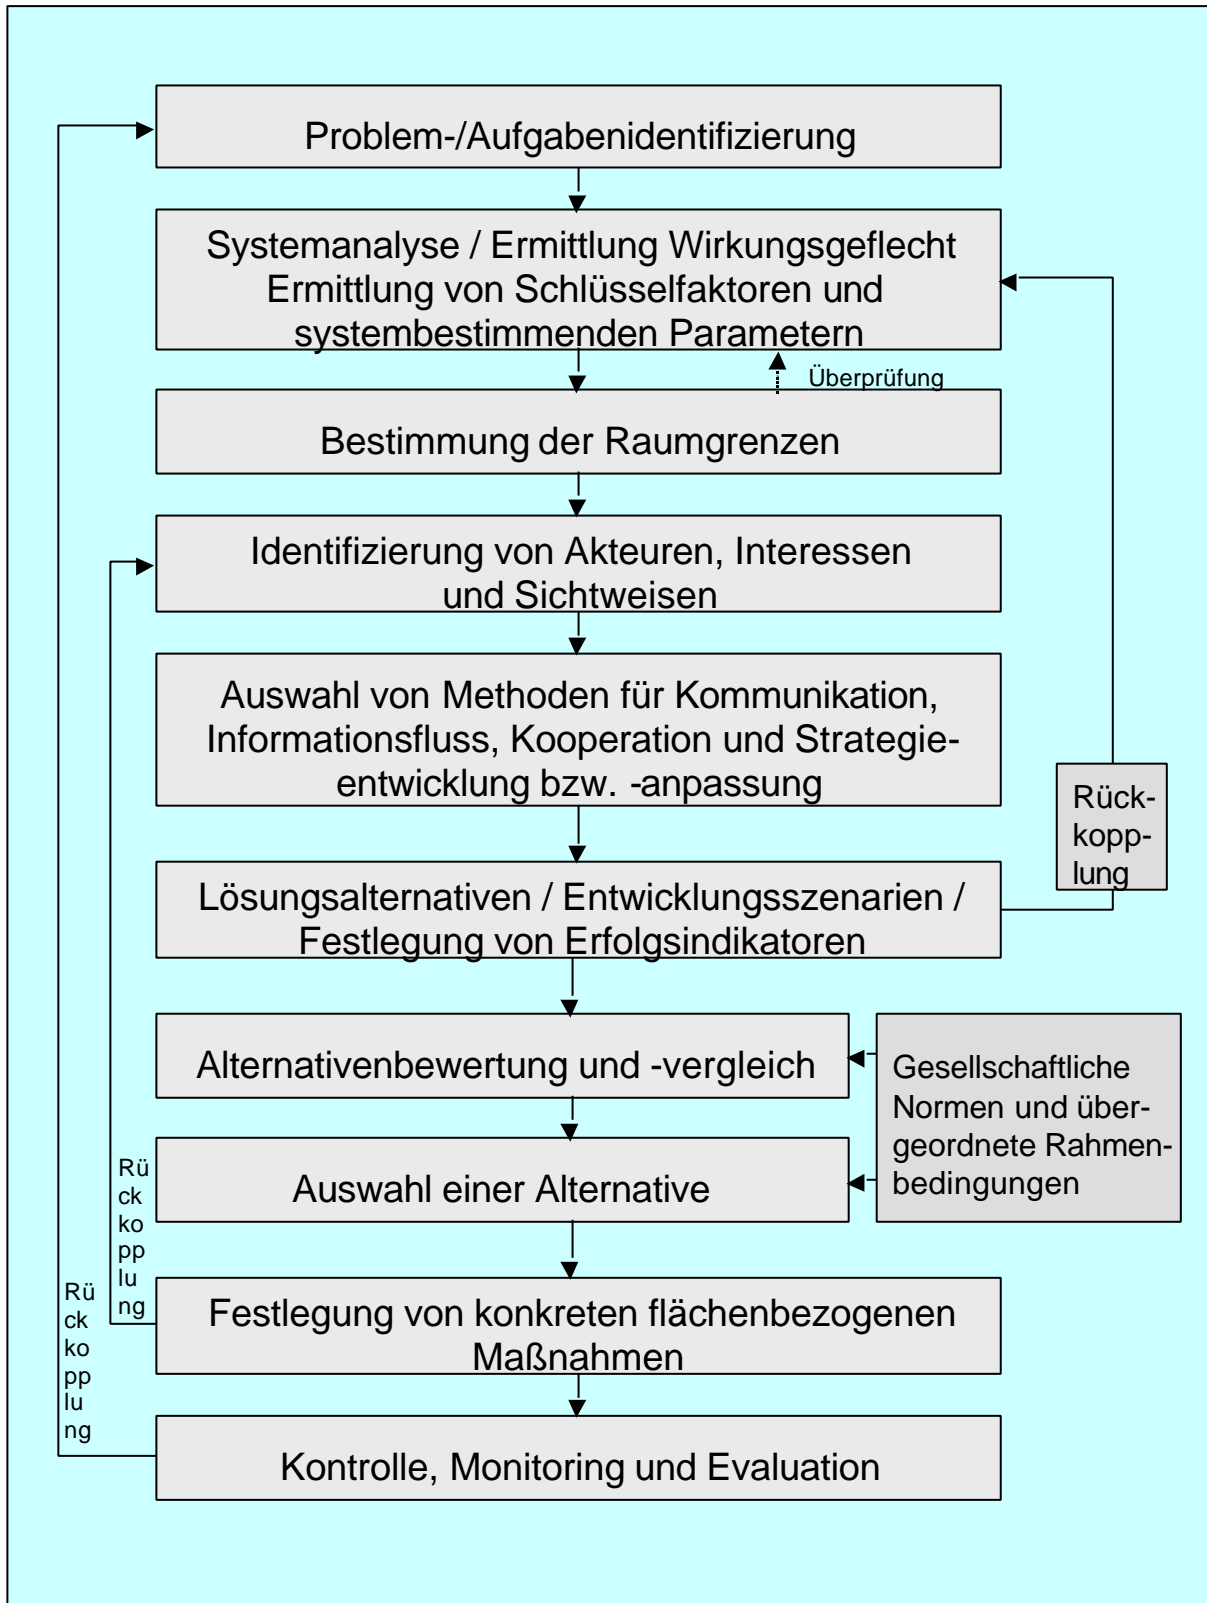 Problem-/Aufgabenidentifizierung
Systemanalyse / Ermittlung Wirkungsgeflecht
Ermittlung von Schlüsselfaktoren und
systembestimmenden Parametern
Überprüfung
Bestimmung der Raumgrenzen
Identifizierung von Akteuren, Interessen
und Sichtweisen
Auswahl von Methoden für Kommunikation,
Informationsfluss, Kooperation und Strategie-
entwicklung bzw. -anpassung
Rück-
kopp-
lung
Lösungsalternativen / Entwicklungsszenarien /
Festlegung von Erfolgsindikatoren
Alternativenbewertung und -vergleich
Gesellschaftliche
Normen und über-
geordnete Rahmen-
bedingungen
Auswahl einer Alternative
Rü
ck
ko
pp
lu
ng
Festlegung von konkreten flächenbezogenen
Maßnahmen
Rü
ck
ko
pp
lu
ng
Kontrolle, Monitoring und Evaluation